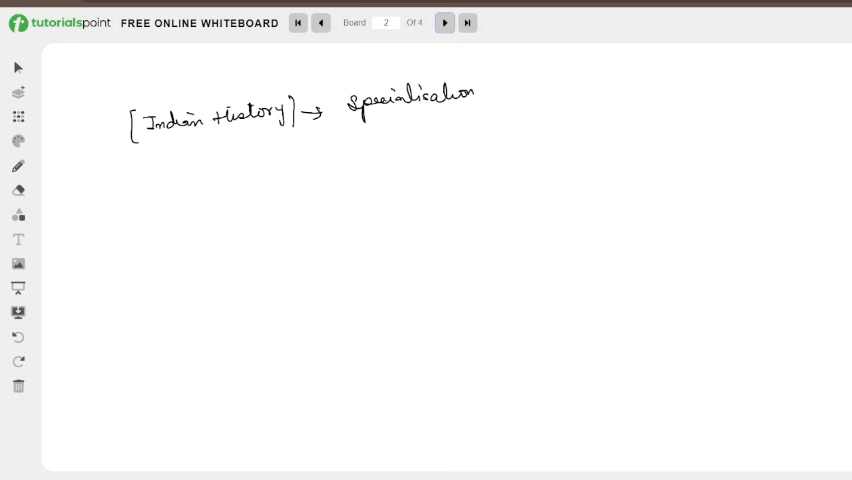 tutorialspoint FREE ONLINE WHITEBOARD Board 2 Of 4
[Indian History] → Specialisation
T